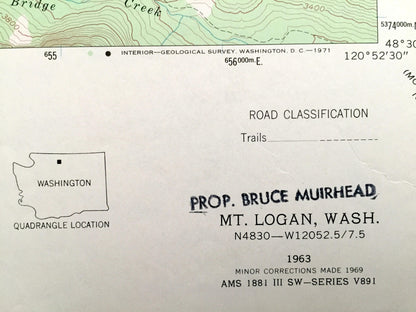 3800
Bridge
Creek
3400
5374000m.N.
48°30
655
INTERIOR—GEOLOGICAL SURVEY, WASHINGTON, D. C.—1971
656000m.E.
120°52'30"
ROAD CLASSIFICATION
Trails
WASHINGTON
QUADRANGLE LOCATION
PROP. BRUCE MUIRHEAD
MT. LOGAN, WASH.
N4830—W12052.5/7.5
1963
MINOR CORRECTIONS MADE 1969
AMS 1881 III SW—SERIES V891